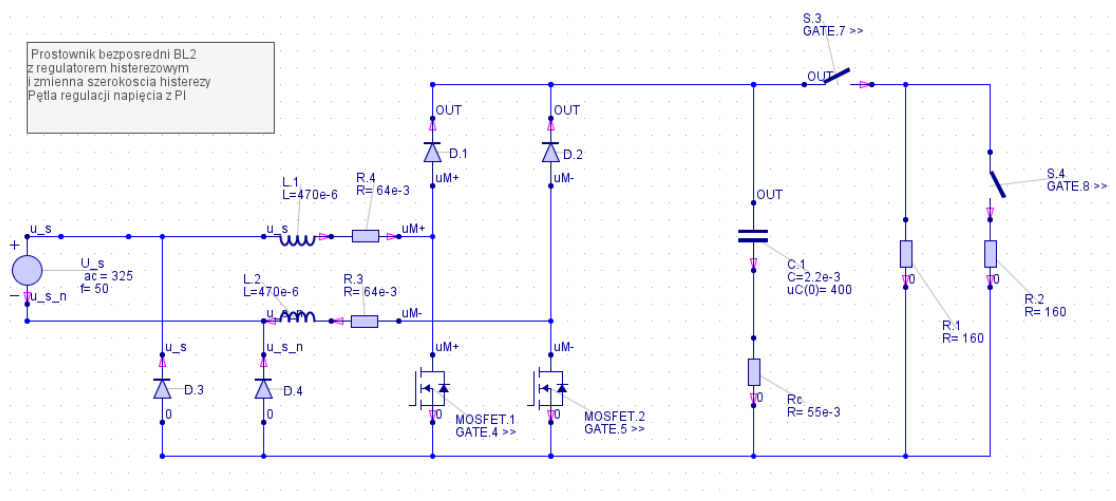 Prostownik bezposredni BL2
z regulatorem histerezowym
i zmienna szerokoscia histerezy
Pętla regulacji napięcia z PI
S.3
GATE.7 >>
OUT
OUT
OUT
D.1
D.2
uM+
uM-
S.4
GATE.8 >>
L.1
L=470e-6
R.4
R= 64e-3
OUT
u_s
u_s
uM+
+
U_s
ac = 325
f= 50
−
u_s_n
L.2
L=470e-6
R.3
R= 64e-3
C.1
C=2.2e-3
uC(0)= 400
u_s_n
uM-
0
0
R.2
R= 160
R.1
R= 160
u_s
u_s_n
uM+
uM-
D.3
D.4
0
0
0
0
0
MOSFET.1
GATE.4 >>
MOSFET.2
GATE.5 >>
Rc
R= 55e-3